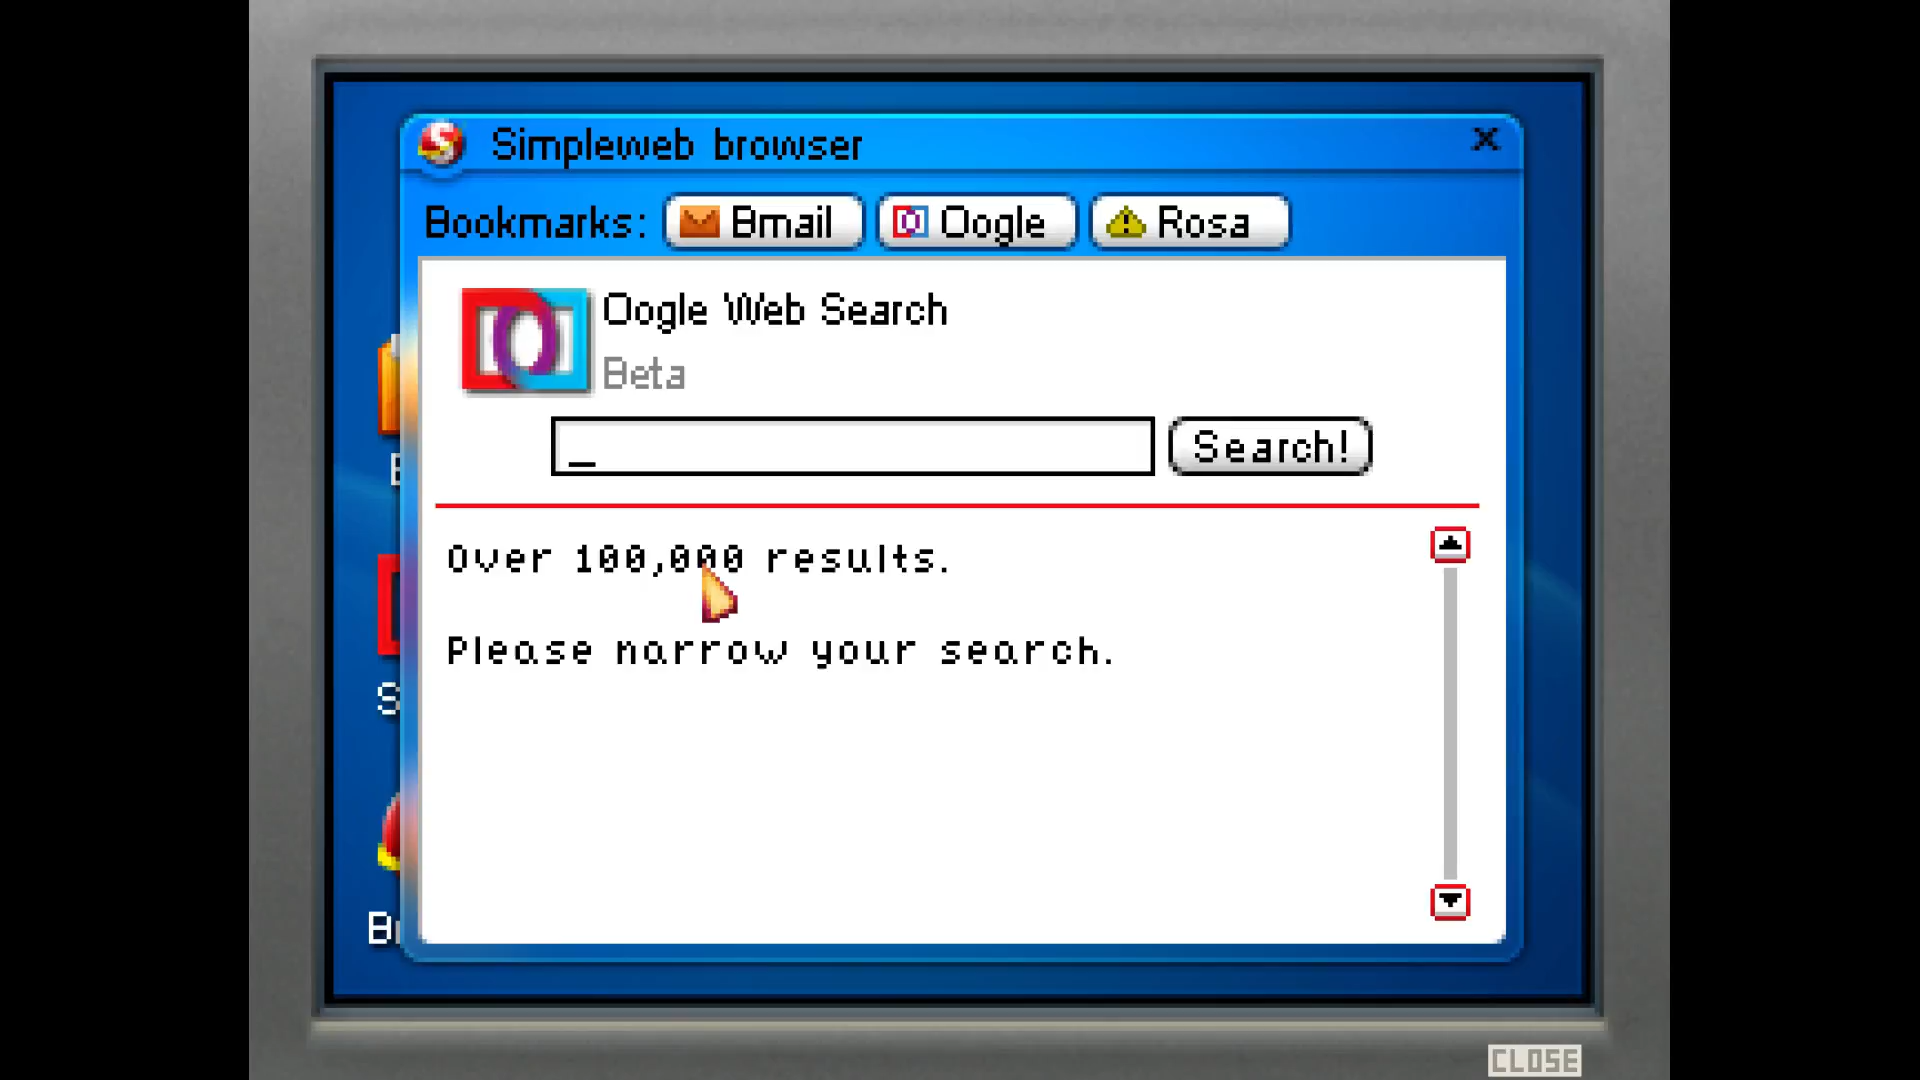 Simpleweb browser
Bookmarks: Bmail Oogle Rosa
Oogle Web Search
Beta
Search!
Over 100,000 results.
Please narrow your search.
CLOSE